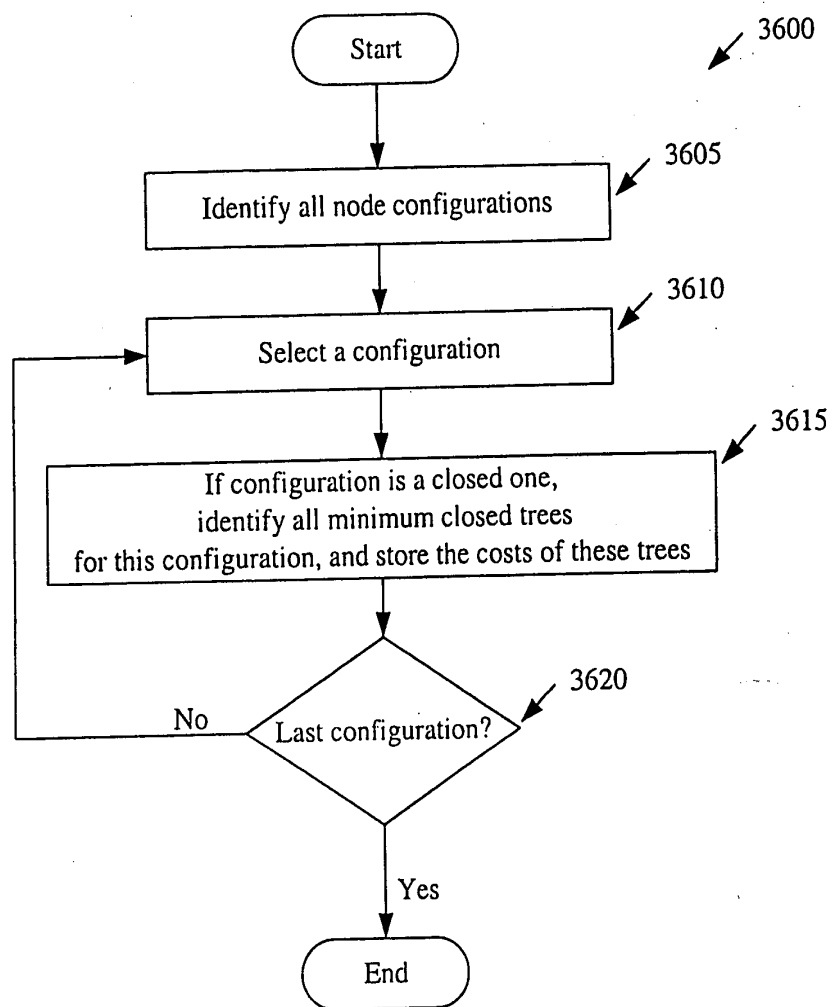 Start
3600
3605
Identify all node configurations
3610
Select a configuration
3615
If configuration is a closed one,
identify all minimum closed trees
for this configuration, and store the costs of these trees
3620
No
Last configuration?
Yes
End